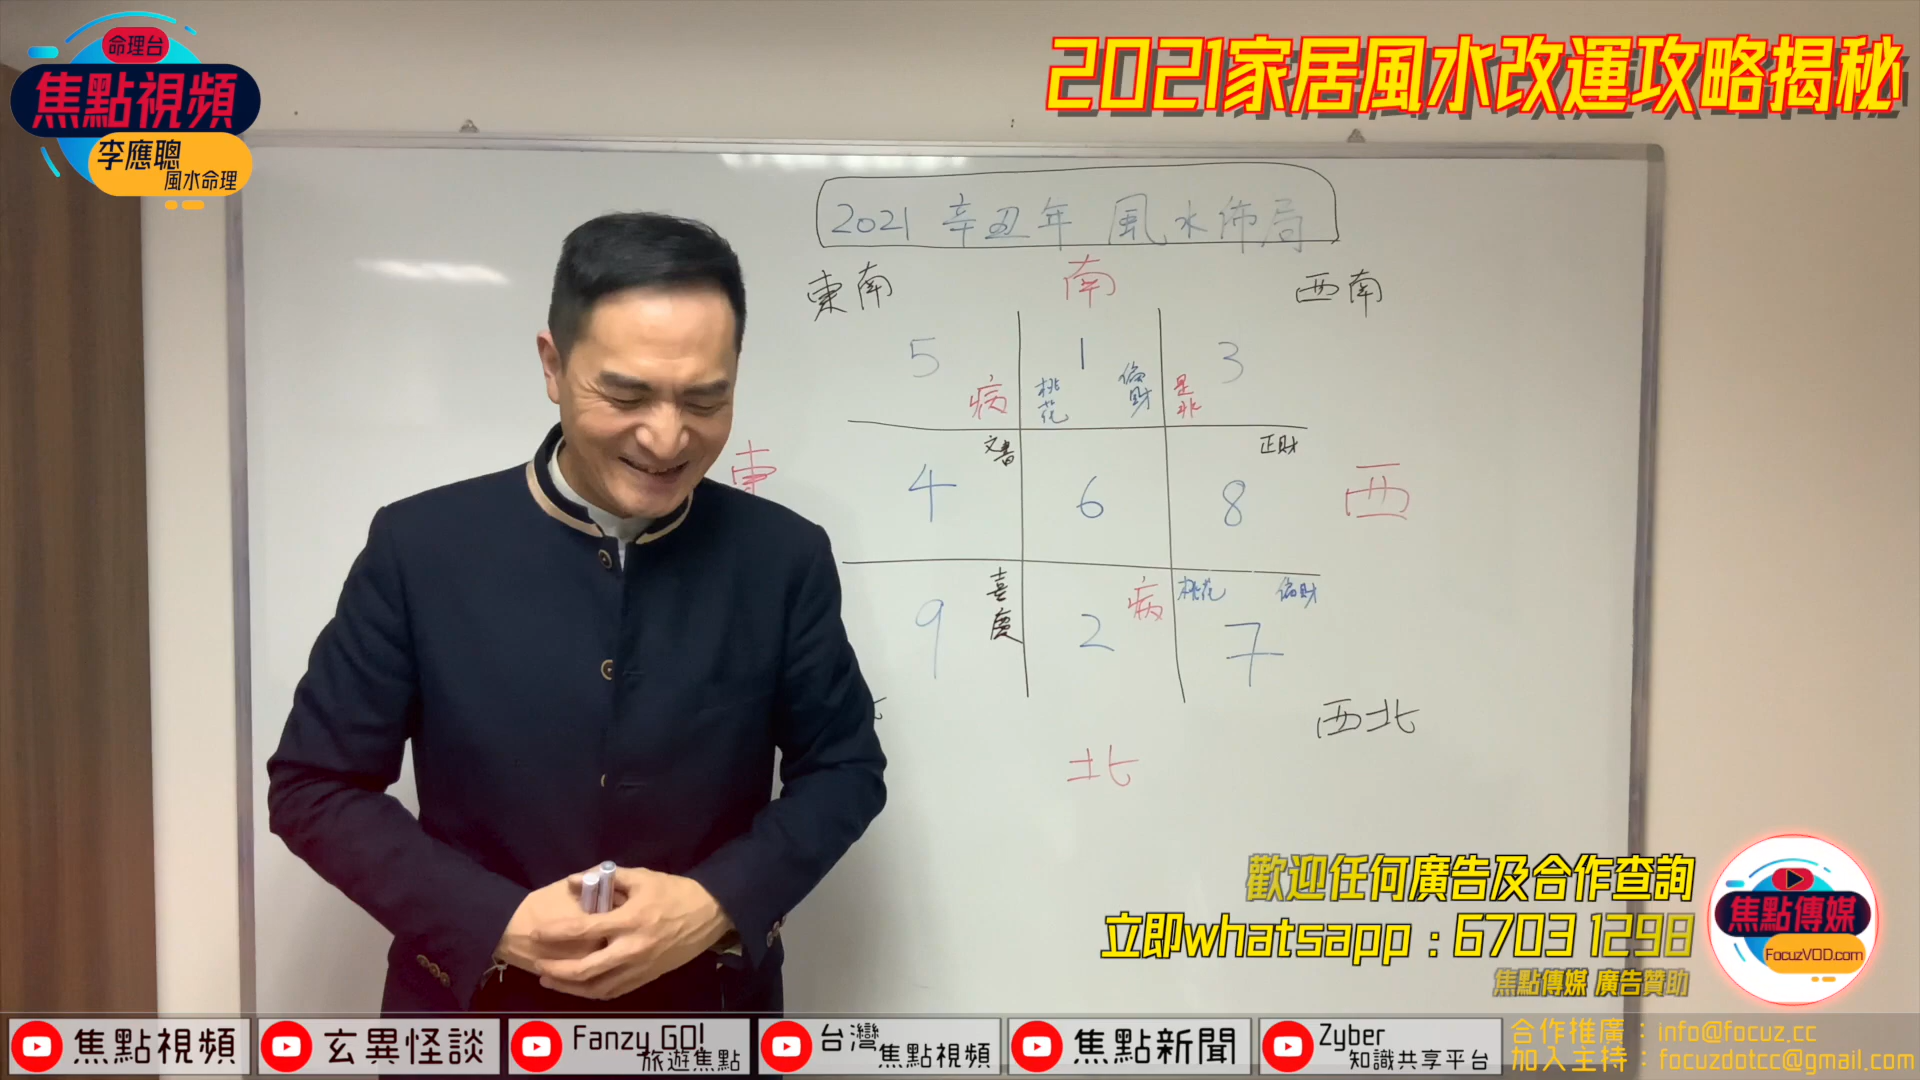 命理台
焦點視頻
李應聰
風水命理
2021家居風水改運攻略揭秘
2021 辛丑年 風水佈局
東南 南 西南
5 病 1 桃花 偏財 是非 3
東 4 文書 6 8 正財 西
9 喜慶 2 病 桃花 偏財 7
西北
北
歡迎任何廣告及合作查詢
立即whatsapp：6703 1298
焦點傳媒 廣告贊助
焦點傳媒
FocuzVOD.com
焦點視頻 玄異怪談 Fanzy GO! 旅遊焦點 台灣焦點視頻 焦點新聞 Zyber 知識共享平台
合作推廣：info@focuz.cc
加入主持：focuzdotcc@gmail.com